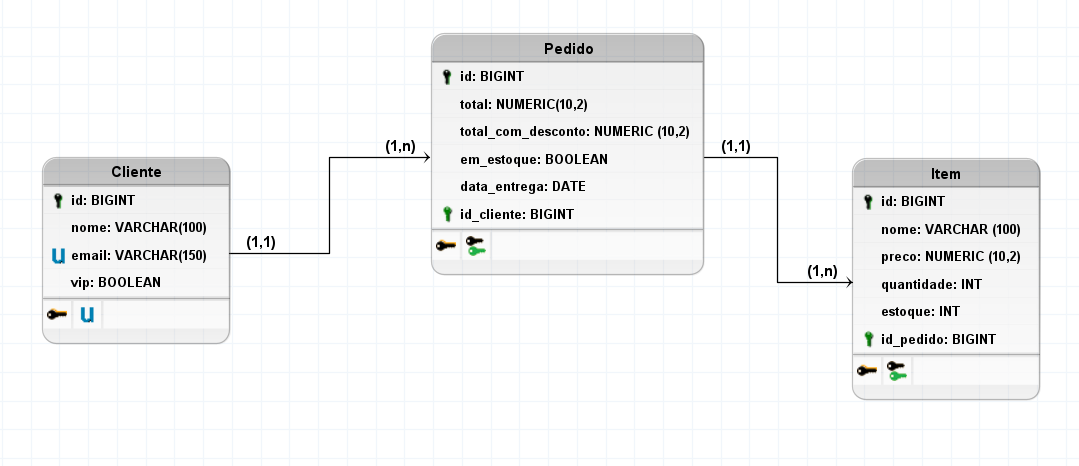 Cliente
id: BIGINT
nome: VARCHAR(100)
U email: VARCHAR(150)
vip: BOOLEAN
U
(1,1)
(1,n)
Pedido
id: BIGINT
total: NUMERIC(10,2)
total_com_desconto: NUMERIC (10,2)
em_estoque: BOOLEAN
data_entrega: DATE
id_cliente: BIGINT
(1,1)
(1,n)
Item
id: BIGINT
nome: VARCHAR (100)
preco: NUMERIC (10,2)
quantidade: INT
estoque: INT
id_pedido: BIGINT